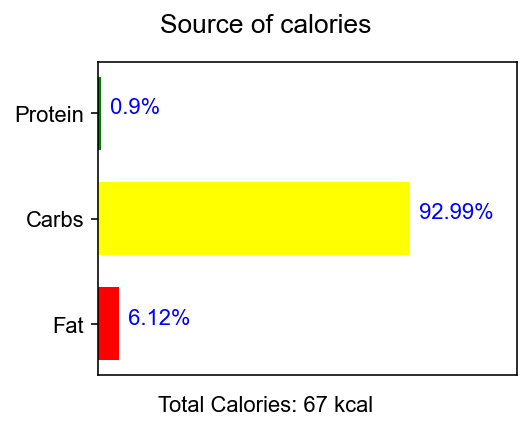 Source of calories
Protein
0.9%
Carbs
92.99%
Fat
6.12%
Total Calories: 67 kcal